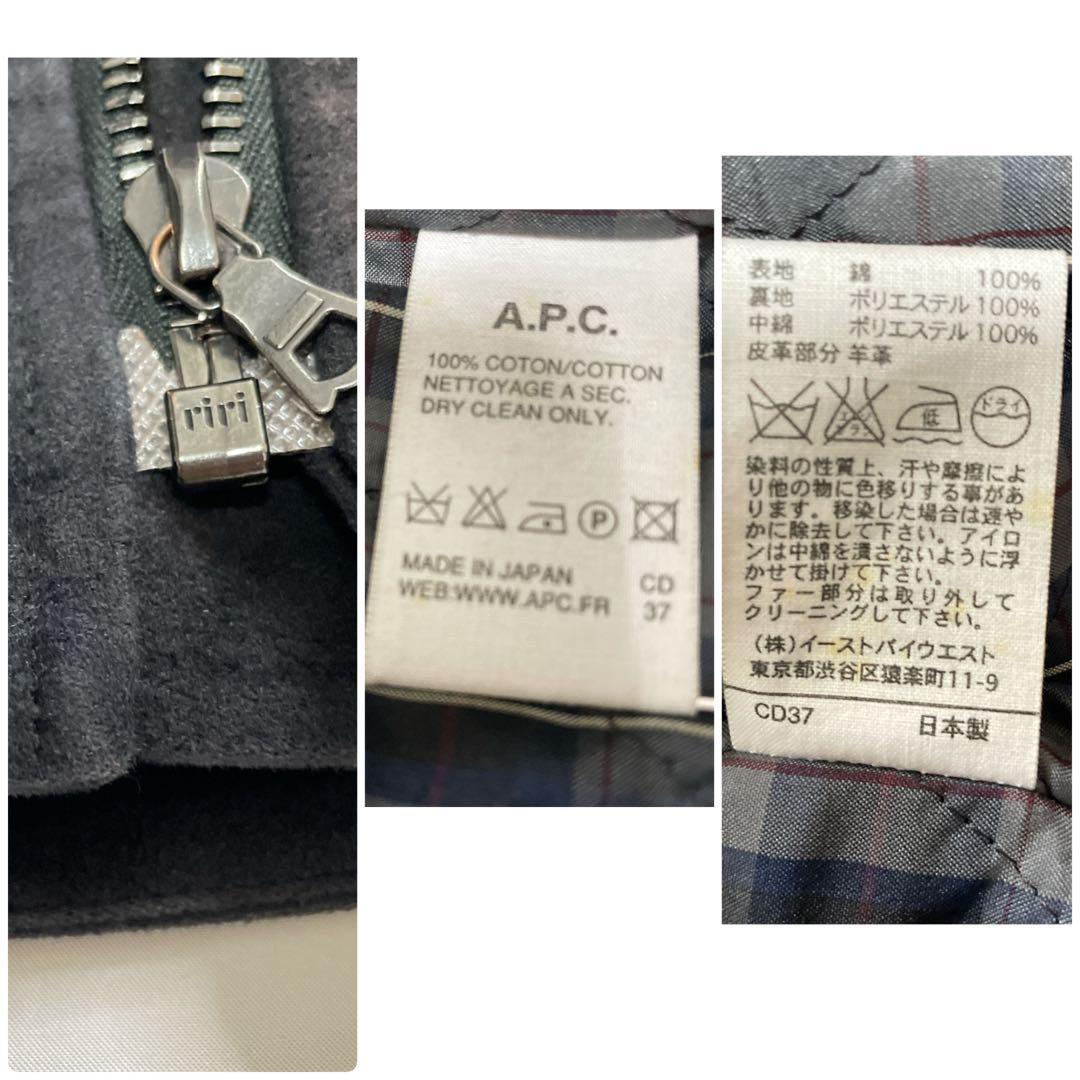 riri
A.P.C.
100% COTON/COTTON
NETTOYAGE A SEC.
DRY CLEAN ONLY.
P
MADE IN JAPAN
WEB:WWW.APC.FR
CD
37
表地 綿 100%
裏地 ポリエステル 100%
中綿 ポリエステル 100%
皮革部分 羊革
エンソ サラシ 低 ドライ
染料の性質上、汗や摩擦によ
り他の物に色移りする事があ
ります。移染した場合は速や
かに除去して下さい。アイロ
ンは中綿を潰さないように浮
かせて掛けて下さい。
ファー部分は取り外して
クリーニングして下さい。
(株)イーストバイウエスト
東京都渋谷区猿楽町11-9
CD37 日本製